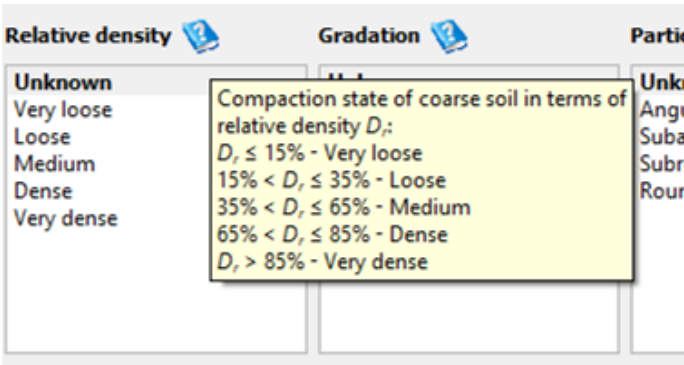 Relative density
Gradation
Unknown
Very loose
Loose
Medium
Dense
Very dense
Compaction state of coarse soil in terms of
relative density Dr:
Dr ≤ 15% - Very loose
15% < Dr ≤ 35% - Loose
35% < Dr ≤ 65% - Medium
65% < Dr ≤ 85% - Dense
Dr > 85% - Very dense